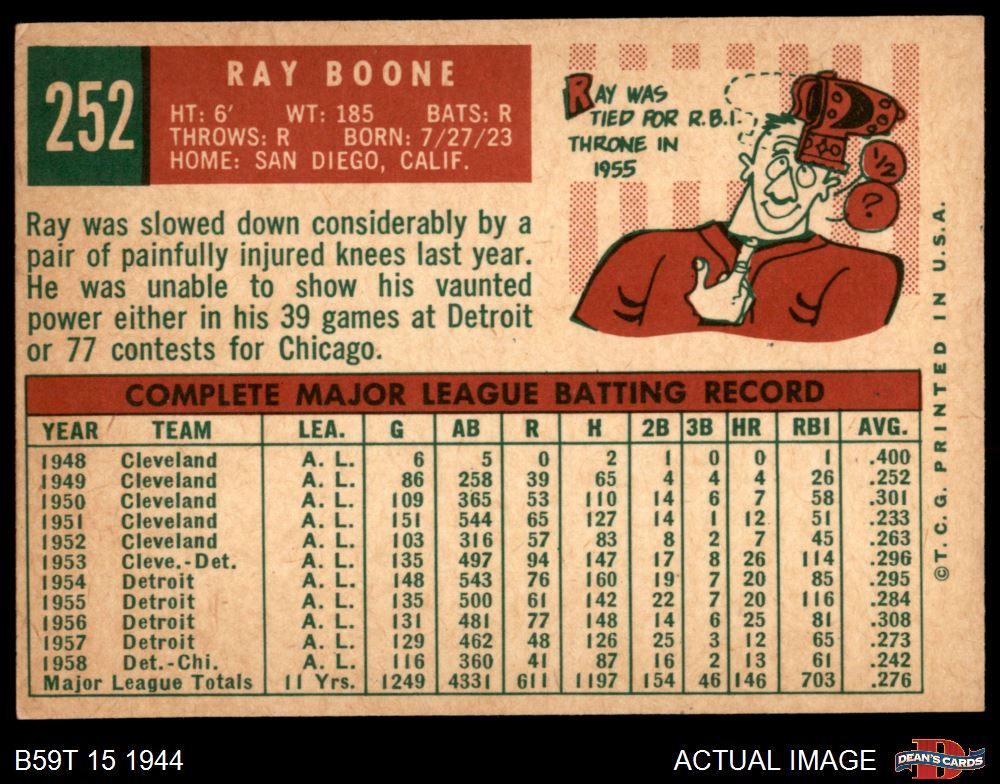 252
RAY BOONE
HT: 6' WT: 185 BATS: R
THROWS: R BORN: 7/27/23
HOME: SAN DIEGO, CALIF.
RAY WAS
TIED FOR R.B.I.
THRONE IN
1955
1/2
?
Ray was slowed down considerably by a
pair of painfully injured knees last year.
He was unable to show his vaunted
power either in his 39 games at Detroit
or 77 contests for Chicago.
COMPLETE MAJOR LEAGUE BATTING RECORD
YEAR TEAM LEA. G AB R H 2B 3B HR RBI AVG.
1948 Cleveland A. L. 6 5 0 2 1 0 0 1 .400
1949 Cleveland A. L. 86 258 39 65 4 4 4 26 .252
1950 Cleveland A. L. 109 365 53 110 14 6 7 58 .301
1951 Cleveland A. L. 151 544 65 127 14 1 12 51 .233
1952 Cleveland A. L. 103 316 57 83 8 2 7 45 .263
1953 Cleve.-Det. A. L. 135 497 94 147 17 8 26 114 .296
1954 Detroit A. L. 148 543 76 160 19 7 20 85 .295
1955 Detroit A. L. 135 500 61 142 22 7 20 116 .284
1956 Detroit A. L. 131 481 77 148 14 6 25 81 .308
1957 Detroit A. L. 129 462 48 126 25 3 12 65 .273
1958 Det.-Chi. A. L. 116 360 41 87 16 2 13 61 .242
Major League Totals 11 Yrs. 1249 4331 611 1197 154 46 146 703 .276
©T. C. G. PRINTED IN U.S.A.
B59T 15 1944
ACTUAL IMAGE
DEAN'S CARDS